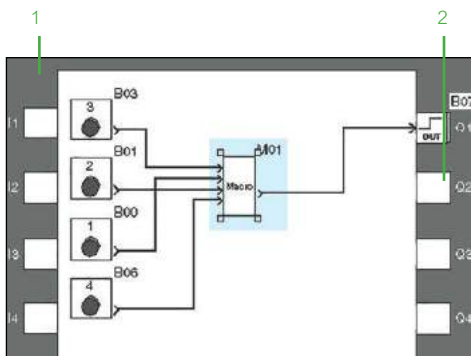 1 2
B03
3
B07
I1
OUT
Q1
B01
M01
2
Macro
I2
Q2
B00
1
I3
Q3
B06
4
I4
Q4